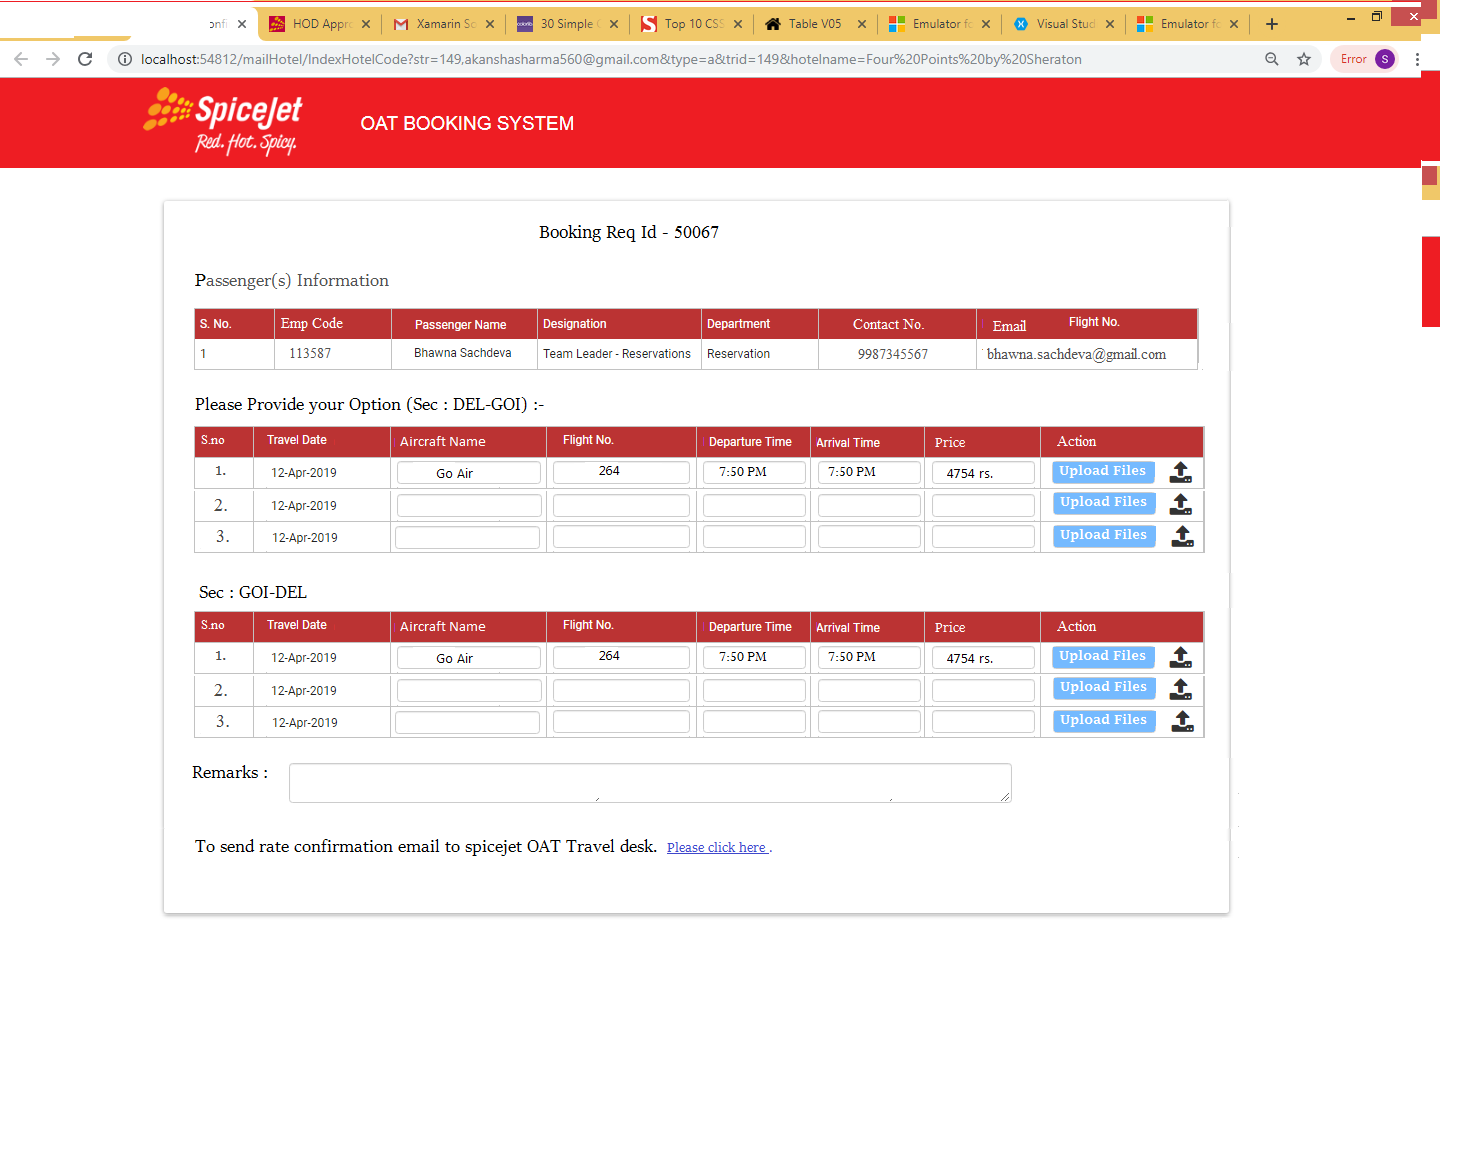 onfi HOD Appro Xamarin Sc 30 Simple Top 10 CSS Table V05 Emulator fo Visual Stud Emulator fo
localhost:54812/mailHotel/IndexHotelCode?str=149,akanshasharma560@gmail.com&type=a&trid=149&hotelname=Four%20Points%20by%20Sheraton Error S
SpiceJet
Red. Hot. Spicy.
OAT BOOKING SYSTEM
Booking Req Id - 50067
Passenger(s) Information
S. No. Emp Code Passenger Name Designation Department Contact No. Email Flight No.
1 113587 Bhawna Sachdeva Team Leader - Reservations Reservation 9987345567 bhawna.sachdeva@gmail.com
Please Provide your Option (Sec : DEL-GOI) :-
S.no Travel Date Aircraft Name Flight No. Departure Time Arrival Time Price Action
1. 12-Apr-2019 Go Air 264 7:50 PM 7:50 PM 4754 rs. Upload Files
2. 12-Apr-2019 Upload Files
3. 12-Apr-2019 Upload Files
Sec : GOI-DEL
S.no Travel Date Aircraft Name Flight No. Departure Time Arrival Time Price Action
1. 12-Apr-2019 Go Air 264 7:50 PM 7:50 PM 4754 rs. Upload Files
2. 12-Apr-2019 Upload Files
3. 12-Apr-2019 Upload Files
Remarks :
To send rate confirmation email to spicejet OAT Travel desk. Please click here .